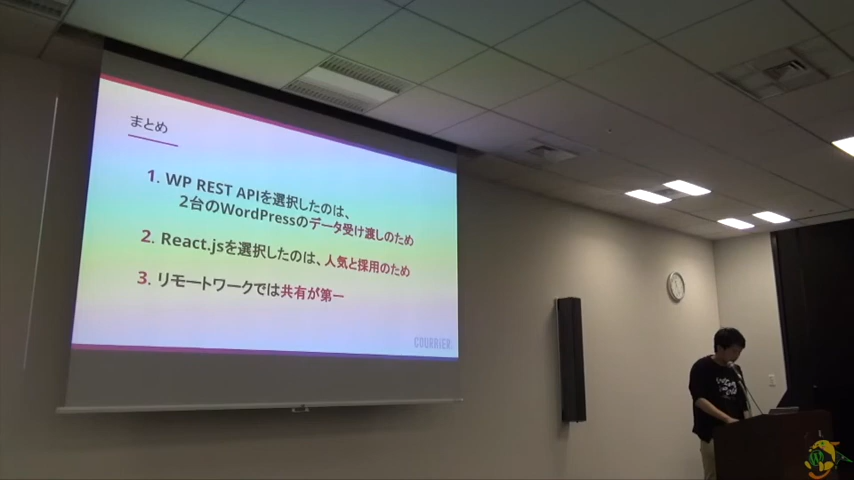 まとめ
1. WP REST APIを選択したのは、
2台のWordPressのデータ受け渡しのため
2. React.jsを選択したのは、人気と採用のため
3. リモートワークでは共有が第一
COURRIER